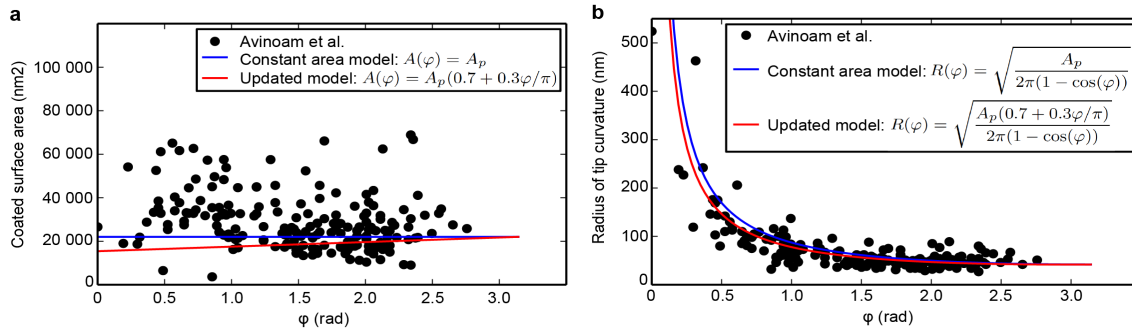 a
Coated surface area (nm2)
100 000
80 000
60 000
40 000
20 000
0
Avinoam et al.
Constant area model: A(φ) = A_p
Updated model: A(φ) = A_p(0.7 + 0.3φ/π)
0 0.5 1.0 1.5 2.0 2.5 3.0
φ (rad)
b
Radius of tip curvature (nm)
500
400
300
200
100
0
Avinoam et al.
Constant area model: R(φ) = √(A_p / (2π(1 − cos(φ))))
Updated model: R(φ) = √(A_p(0.7 + 0.3φ/π) / (2π(1 − cos(φ))))
0 0.5 1.0 1.5 2.0 2.5 3.0
φ (rad)